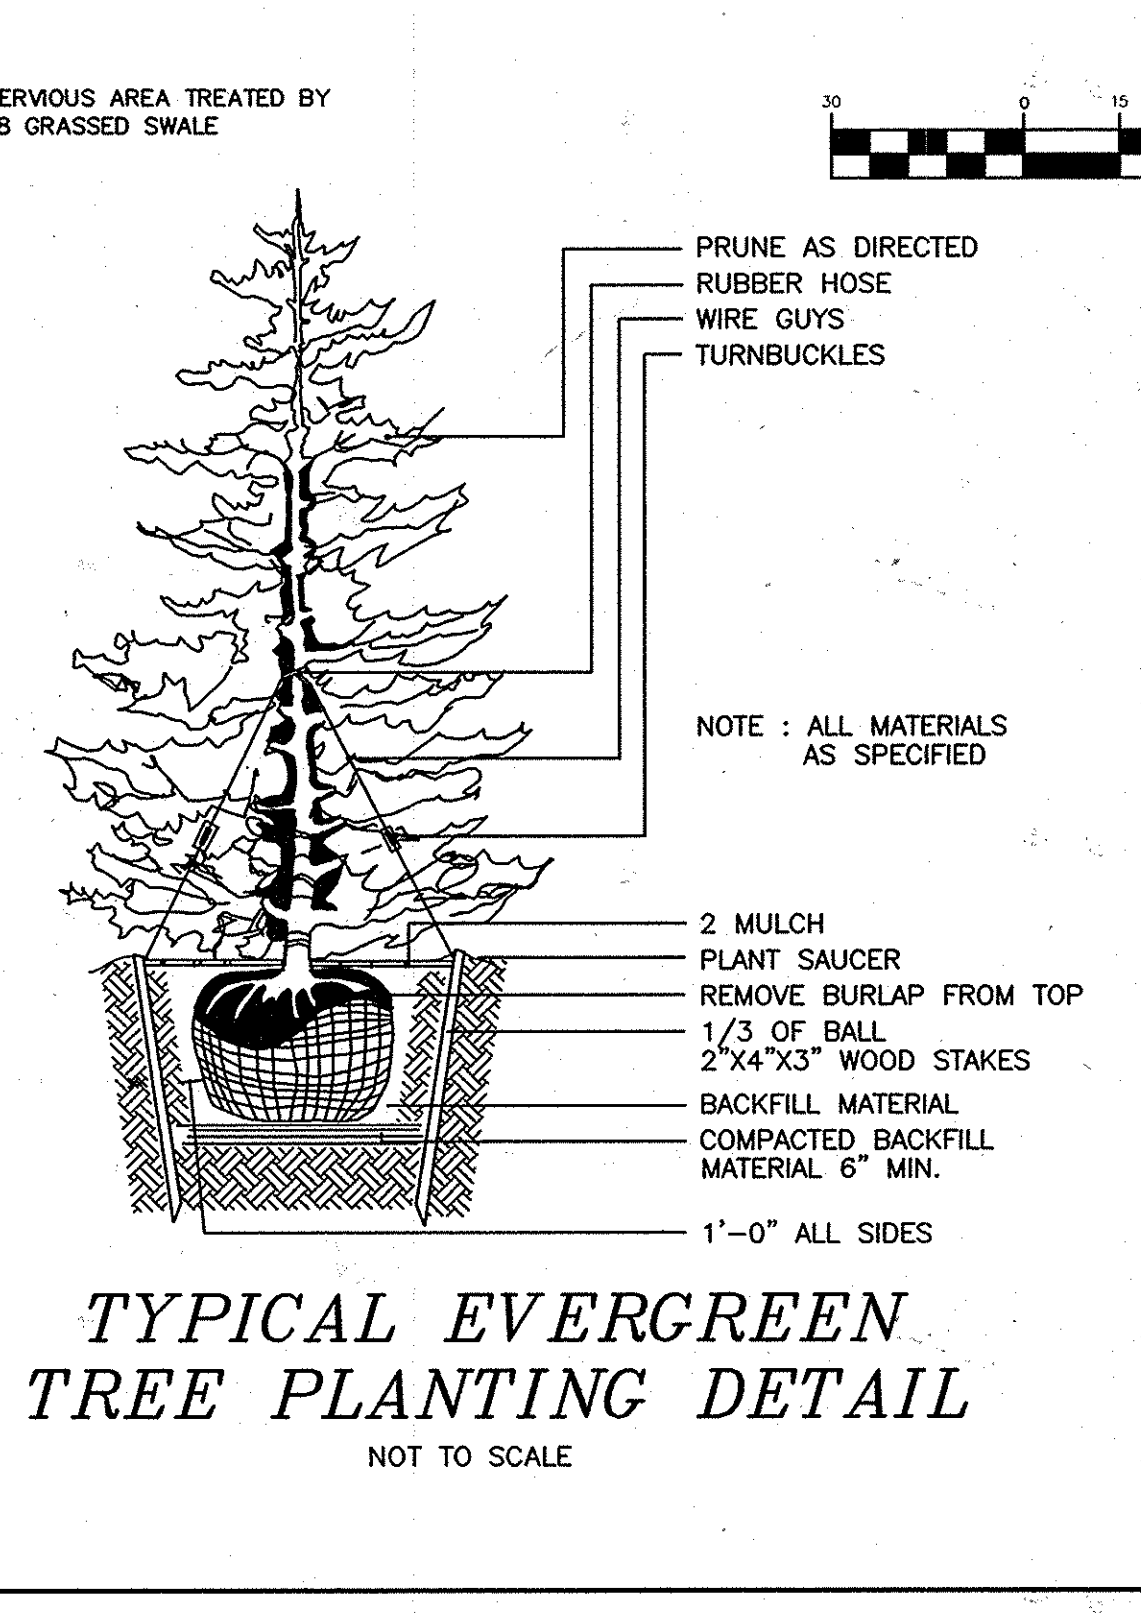 ERVIOUS AREA TREATED BY
8 GRASSED SWALE
30 0 15
PRUNE AS DIRECTED
RUBBER HOSE
WIRE GUYS
TURNBUCKLES
NOTE : ALL MATERIALS
AS SPECIFIED
2 MULCH
PLANT SAUCER
REMOVE BURLAP FROM TOP
1/3 OF BALL
2"X4"X3" WOOD STAKES
BACKFILL MATERIAL
COMPACTED BACKFILL
MATERIAL 6" MIN.
1'-0" ALL SIDES
TYPICAL EVERGREEN
TREE PLANTING DETAIL
NOT TO SCALE